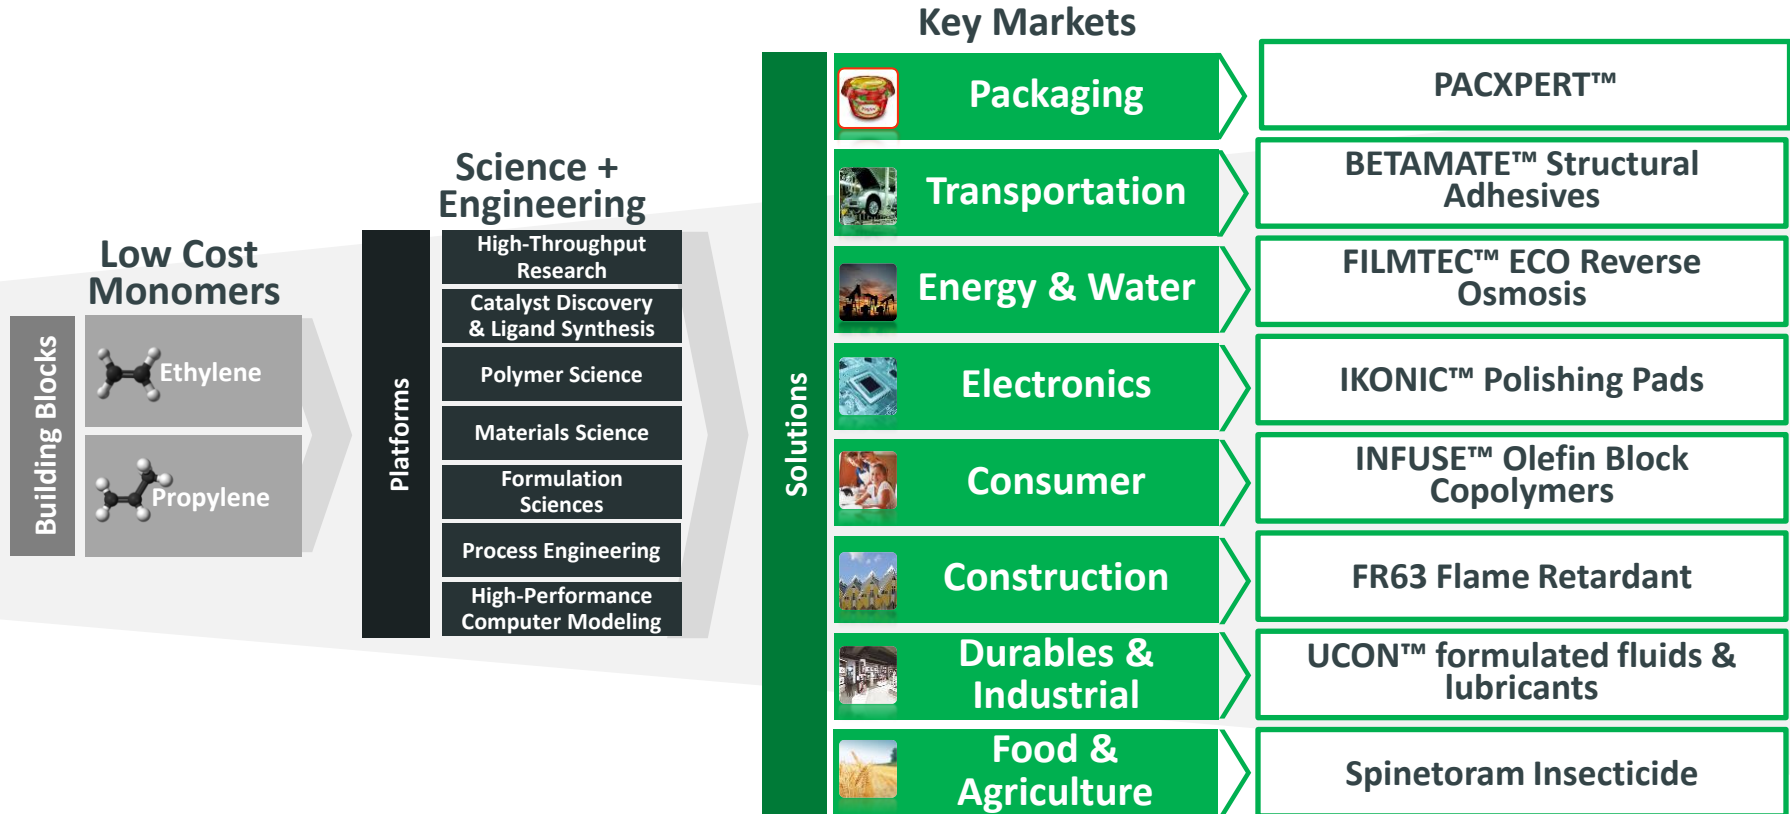 Key Markets
Low Cost
Monomers
Building Blocks
Ethylene
Propylene
Science +
Engineering
Platforms
High-Throughput
Research
Catalyst Discovery
& Ligand Synthesis
Polymer Science
Materials Science
Formulation
Sciences
Process Engineering
High-Performance
Computer Modeling
Solutions
Packaging
PACXPERT™
Transportation
BETAMATE™ Structural
Adhesives
Energy & Water
FILMTEC™ ECO Reverse
Osmosis
Electronics
IKONIC™ Polishing Pads
Consumer
INFUSE™ Olefin Block
Copolymers
Construction
FR63 Flame Retardant
Durables &
Industrial
UCON™ formulated fluids &
lubricants
Food &
Agriculture
Spinetoram Insecticide